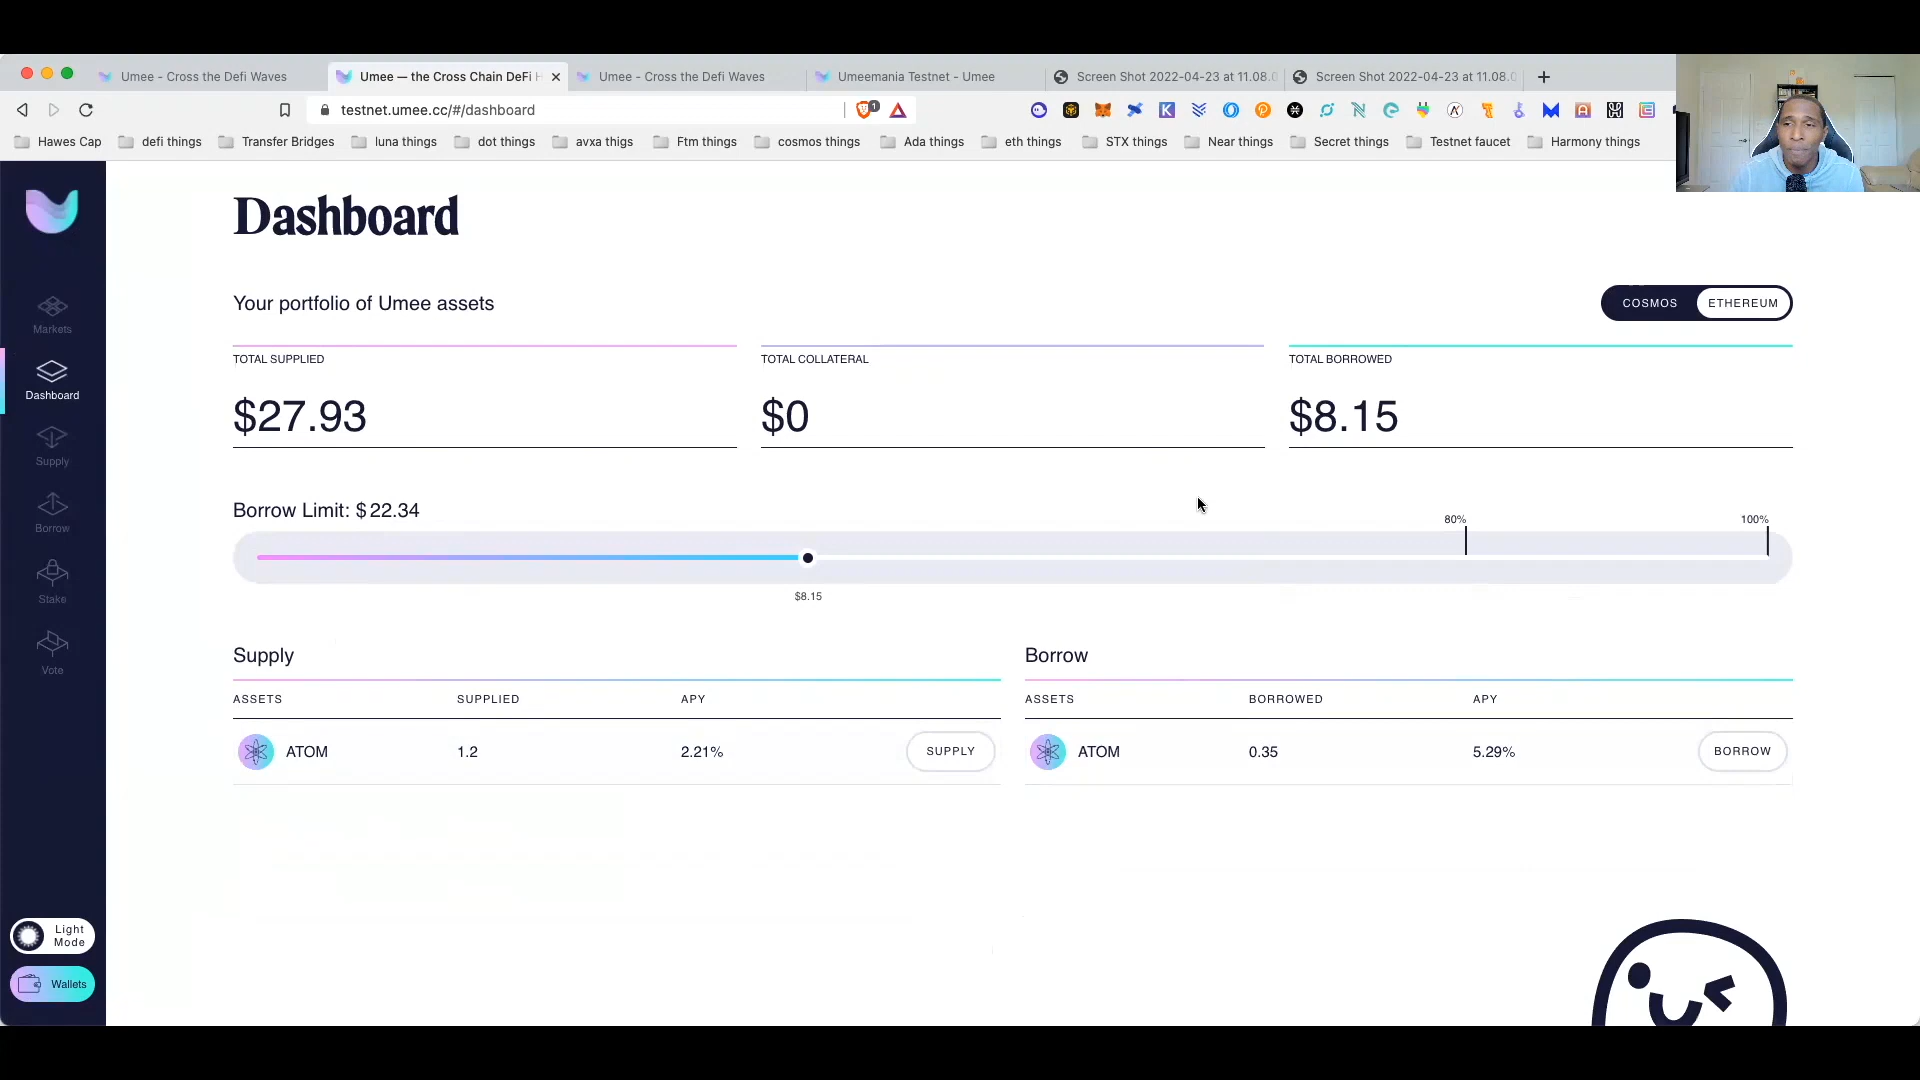 Umee - Cross the Defi Waves
Umee — the Cross Chain DeFi H
Umee - Cross the Defi Waves
Umeemania Testnet - Umee
Screen Shot 2022-04-23 at 11.08.0
Screen Shot 2022-04-23 at 11.08.0
testnet.umee.cc/#/dashboard
1
Hawes Cap
defi things
Transfer Bridges
luna things
dot things
avxa thigs
Ftm things
cosmos things
Ada things
eth things
STX things
Near things
Secret things
Testnet faucet
Harmony things
Dashboard
Your portfolio of Umee assets
COSMOS
ETHEREUM
TOTAL SUPPLIED
TOTAL COLLATERAL
TOTAL BORROWED
$27.93
$0
$8.15
Borrow Limit: $22.34
80%
100%
$8.15
Supply
Borrow
ASSETS SUPPLIED APY
ASSETS BORROWED APY
ATOM 1.2 2.21% SUPPLY
ATOM 0.35 5.29% BORROW
Markets
Dashboard
Supply
Borrow
Stake
Vote
Light
Mode
Wallets